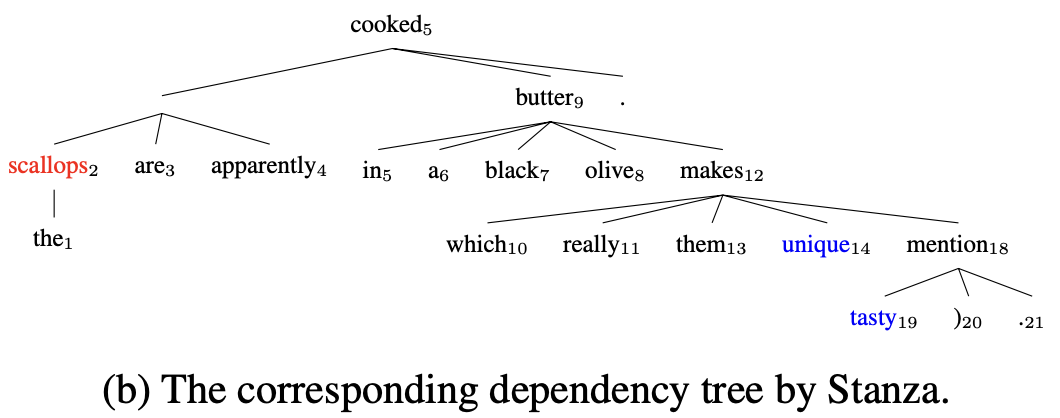 cooked5
butter9 .
scallops2 are3 apparently4 in5 a6 black7 olive8 makes12
the1 which10 really11 them13 unique14 mention18
tasty19 )20 .21
(b) The corresponding dependency tree by Stanza.